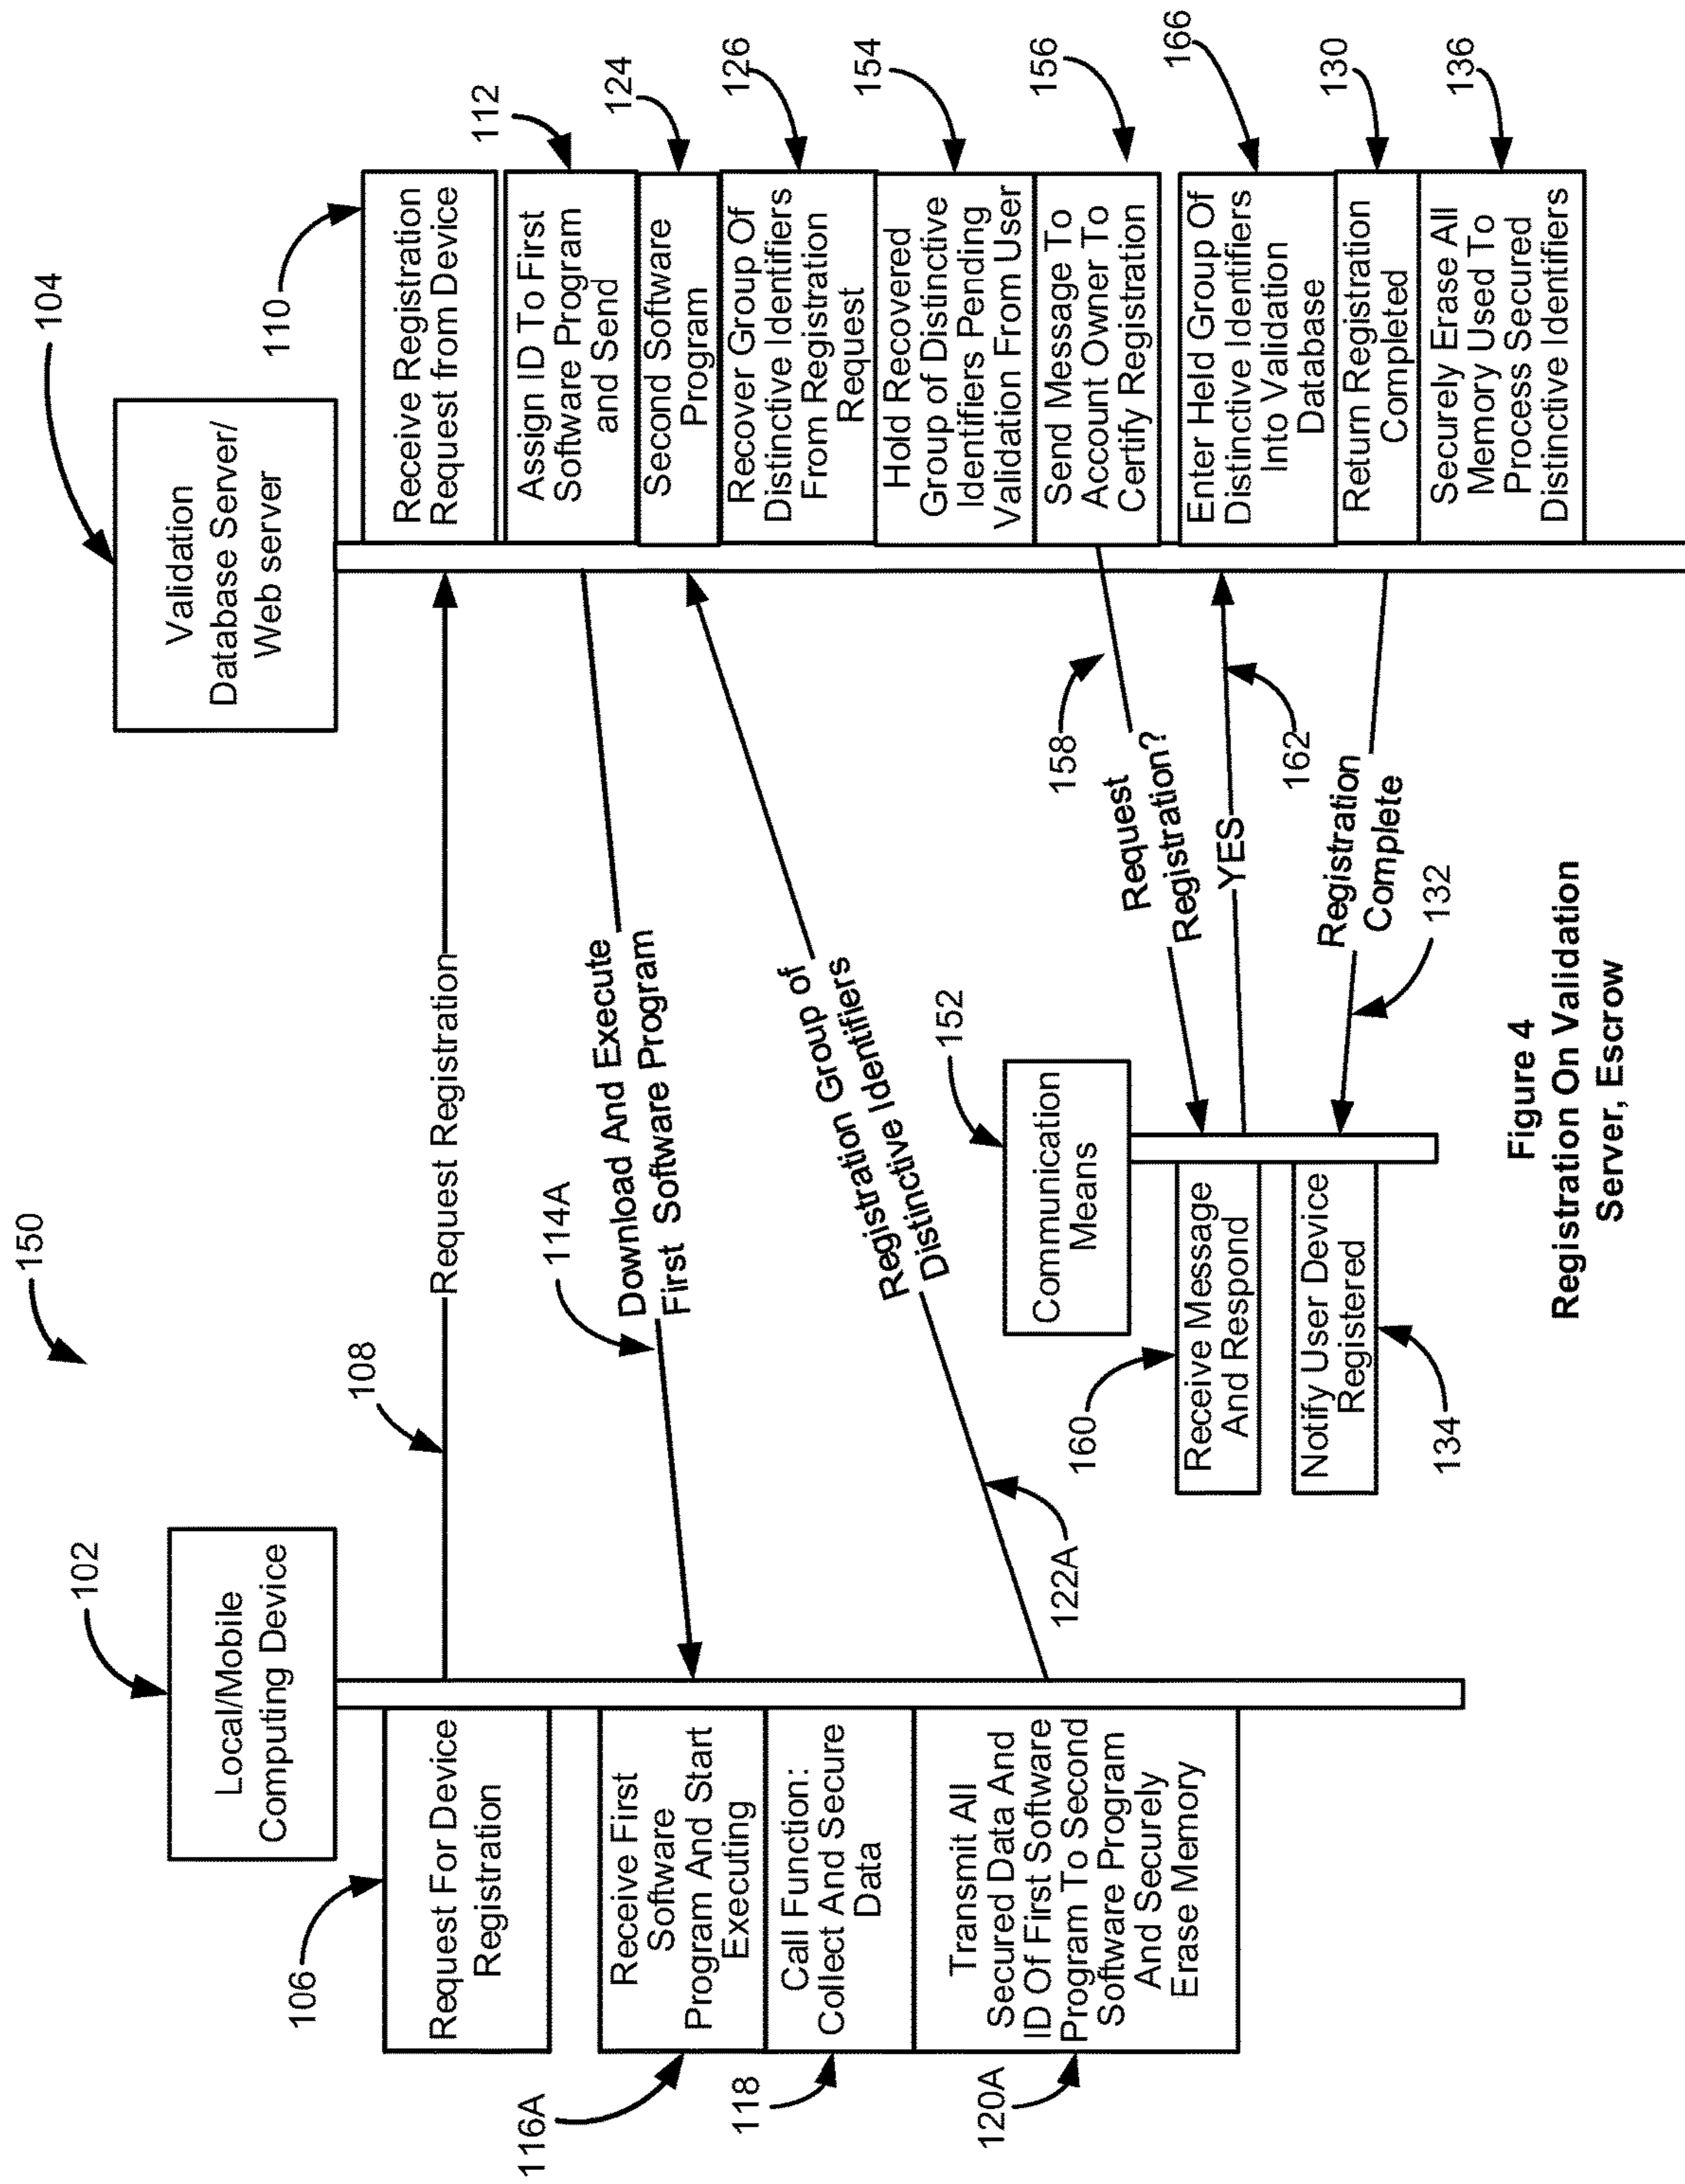 150
102
Local/Mobile
Computing Device
104
Validation
Database Server/
Web server
106
Request For Device
Registration
108
Request Registration
110
Receive Registration
Request from Device
112
Assign ID To First
Software Program
and Send
114A
Download And Execute
First Software Program
116A
Receive First
Software
Program And Start
Executing
118
Call Function:
Collect And Secure
Data
120A
Transmit All
Secured Data And
ID Of First Software
Program To Second
Software Program
And Securely
Erase Memory
122A
Registration Group of
Distinctive Identifiers
124
Second Software
Program
126
Recover Group Of
Distinctive Identifiers
From Registration
Request
154
Hold Recovered
Group of Distinctive
Identifiers Pending
Validation From User
156
Send Message To
Account Owner To
Certify Registration
152
Communication
Means
158
Request
Registration?
160
Receive Message
And Respond
YES
162
166
Enter Held Group Of
Distinctive Identifiers
Into Validation
Database
130
Return Registration
Completed
Registration
Complete
132
134
Notify User Device
Registered
136
Securely Erase All
Memory Used To
Process Secured
Distinctive Identifiers
Figure 4
Registration On Validation
Server, Escrow